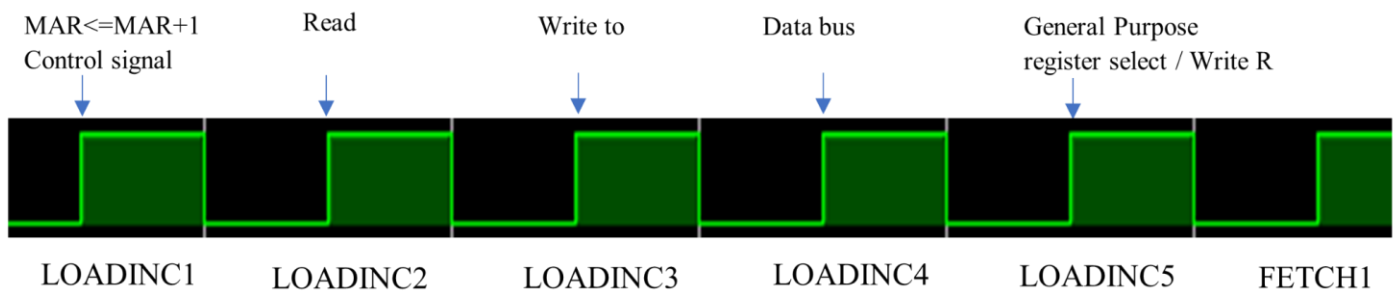 MAR<=MAR+1
Control signal
Read
Write to
Data bus
General Purpose
register select / Write R
LOADINC1
LOADINC2
LOADINC3
LOADINC4
LOADINC5
FETCH1